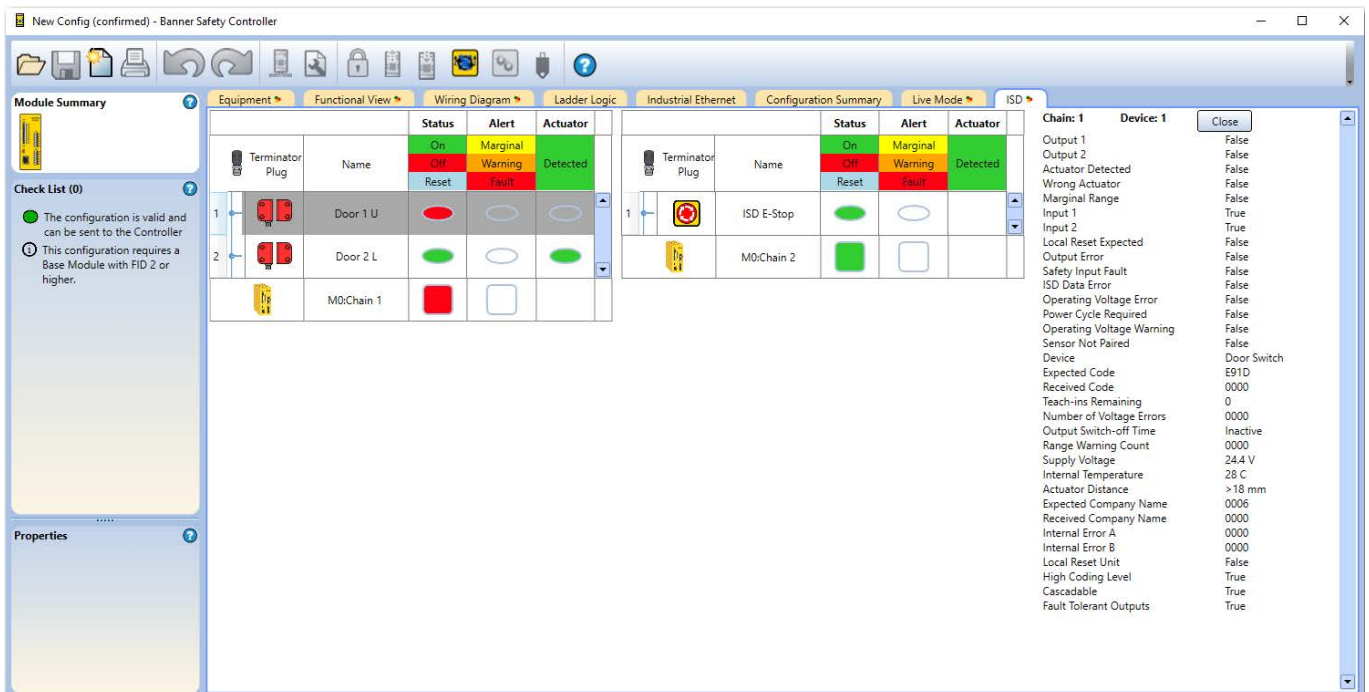 New Config (confirmed) - Banner Safety Controller
Module Summary
Check List (0)
The configuration is valid and
can be sent to the Controller
This configuration requires a
Base Module with FID 2 or
higher.
Properties
Equipment Functional View Wiring Diagram Ladder Logic Industrial Ethernet Configuration Summary Live Mode ISD
Status Alert Actuator
Terminator
Plug
Name
On Marginal
Off Warning Detected
Reset Fault
1 Door 1 U
2 Door 2 L
M0:Chain 1
Status Alert Actuator
Terminator
Plug
Name
On Marginal
Off Warning Detected
Reset Fault
1 ISD E-Stop
M0:Chain 2
Chain: 1 Device: 1 Close
Output 1 False
Output 2 False
Actuator Detected False
Wrong Actuator False
Marginal Range False
Input 1 True
Input 2 True
Local Reset Expected False
Output Error False
Safety Input Fault False
ISD Data Error False
Operating Voltage Error False
Power Cycle Required False
Operating Voltage Warning False
Sensor Not Paired False
Device Door Switch
Expected Code E91D
Received Code 0000
Teach-ins Remaining 0
Number of Voltage Errors 0000
Output Switch-off Time Inactive
Range Warning Count 0000
Supply Voltage 24.4 V
Internal Temperature 28 C
Actuator Distance >18 mm
Expected Company Name 0006
Received Company Name 0000
Internal Error A 0000
Internal Error B 0000
Local Reset Unit False
High Coding Level True
Cascadable True
Fault Tolerant Outputs True